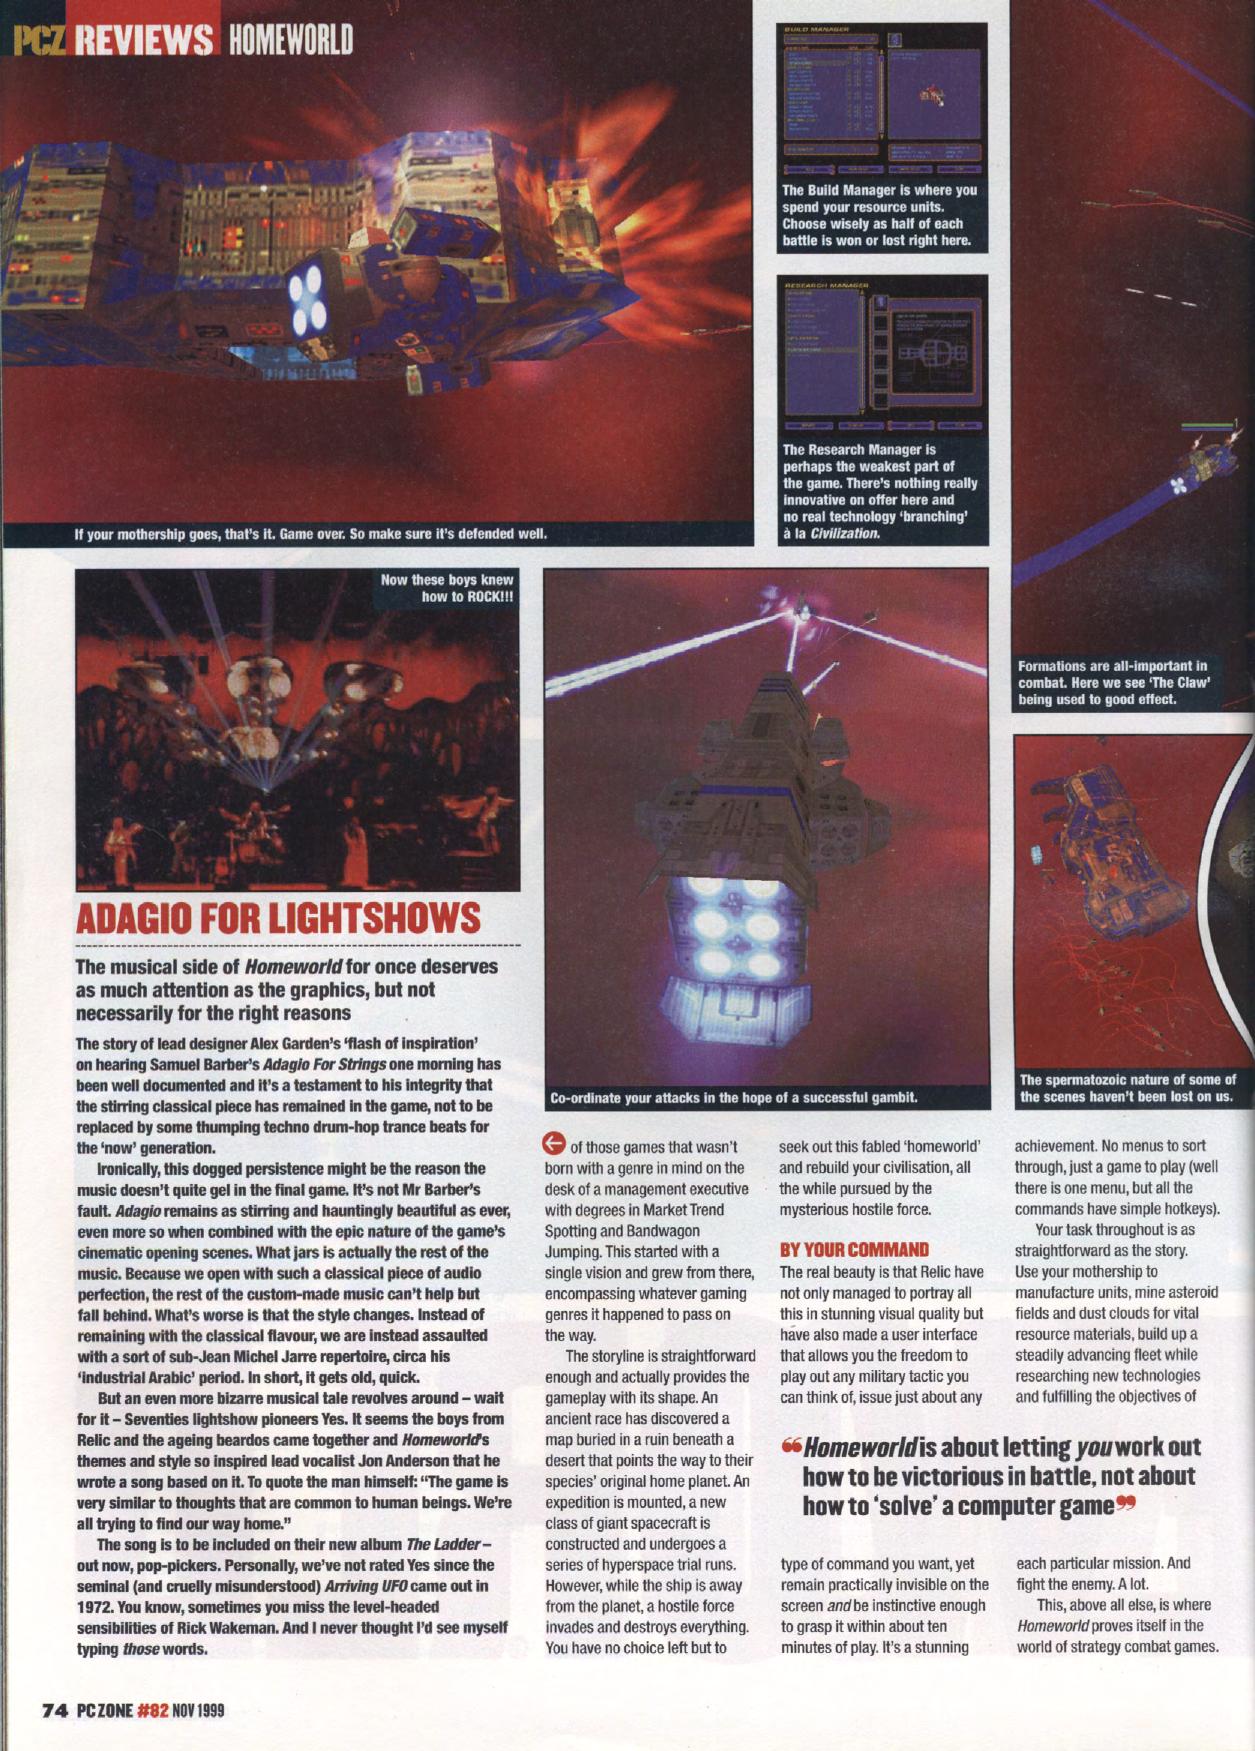 PCZ REVIEWS HOMEWORLD
BUILD MANAGER
The Build Manager is where you
spend your resource units.
Choose wisely as half of each
battle is won or lost right here.
RESEARCH MANAGER
The Research Manager is
perhaps the weakest part of
the game. There's nothing really
innovative on offer here and
no real technology 'branching'
à la Civilization.
If your mothership goes, that's it. Game over. So make sure it's defended well.
Formations are all-important in
combat. Here we see 'The Claw'
being used to good effect.
Now these boys knew
how to ROCK!!!
ADAGIO FOR LIGHTSHOWS
The musical side of Homeworld for once deserves
as much attention as the graphics, but not
necessarily for the right reasons
The story of lead designer Alex Garden's 'flash of inspiration'
on hearing Samuel Barber's Adagio For Strings one morning has
been well documented and it's a testament to his integrity that
the stirring classical piece has remained in the game, not to be
replaced by some thumping techno drum-hop trance beats for
the 'now' generation.
Ironically, this dogged persistence might be the reason the
music doesn't quite gel in the final game. It's not Mr Barber's
fault. Adagio remains as stirring and hauntingly beautiful as ever,
even more so when combined with the epic nature of the game's
cinematic opening scenes. What jars is actually the rest of the
music. Because we open with such a classical piece of audio
perfection, the rest of the custom-made music can't help but
fall behind. What's worse is that the style changes. Instead of
remaining with the classical flavour, we are instead assaulted
with a sort of sub-Jean Michel Jarre repertoire, circa his
'industrial Arabic' period. In short, it gets old, quick.
But an even more bizarre musical tale revolves around – wait
for it – Seventies lightshow pioneers Yes. It seems the boys from
Relic and the ageing beardos came together and Homeworld's
themes and style so inspired lead vocalist Jon Anderson that he
wrote a song based on it. To quote the man himself: "The game is
very similar to thoughts that are common to human beings. We're
all trying to find our way home."
The song is to be included on their new album The Ladder –
out now, pop-pickers. Personally, we've not rated Yes since the
seminal (and cruelly misunderstood) Arriving UFO came out in
1972. You know, sometimes you miss the level-headed
sensibilities of Rick Wakeman. And I never thought I'd see myself
typing those words.
Co-ordinate your attacks in the hope of a successful gambit.
The spermatozoic nature of some of
the scenes haven't been lost on us.
of those games that wasn't
born with a genre in mind on the
desk of a management executive
with degrees in Market Trend
Spotting and Bandwagon
Jumping. This started with a
single vision and grew from there,
encompassing whatever gaming
genres it happened to pass on
the way.
The storyline is straightforward
enough and actually provides the
gameplay with its shape. An
ancient race has discovered a
map buried in a ruin beneath a
desert that points the way to their
species' original home planet. An
expedition is mounted, a new
class of giant spacecraft is
constructed and undergoes a
series of hyperspace trial runs.
However, while the ship is away
from the planet, a hostile force
invades and destroys everything.
You have no choice left but to
seek out this fabled 'homeworld'
and rebuild your civilisation, all
the while pursued by the
mysterious hostile force.
BY YOUR COMMAND
The real beauty is that Relic have
not only managed to portray all
this in stunning visual quality but
have also made a user interface
that allows you the freedom to
play out any military tactic you
can think of, issue just about any
type of command you want, yet
remain practically invisible on the
screen and be instinctive enough
to grasp it within about ten
minutes of play. It's a stunning
achievement. No menus to sort
through, just a game to play (well
there is one menu, but all the
commands have simple hotkeys).
Your task throughout is as
straightforward as the story.
Use your mothership to
manufacture units, mine asteroid
fields and dust clouds for vital
resource materials, build up a
steadily advancing fleet while
researching new technologies
and fulfilling the objectives of
each particular mission. And
fight the enemy. A lot.
This, above all else, is where
Homeworld proves itself in the
world of strategy combat games.
"Homeworld is about letting you work out
how to be victorious in battle, not about
how to 'solve' a computer game"
74 PC ZONE #82 NOV 1999